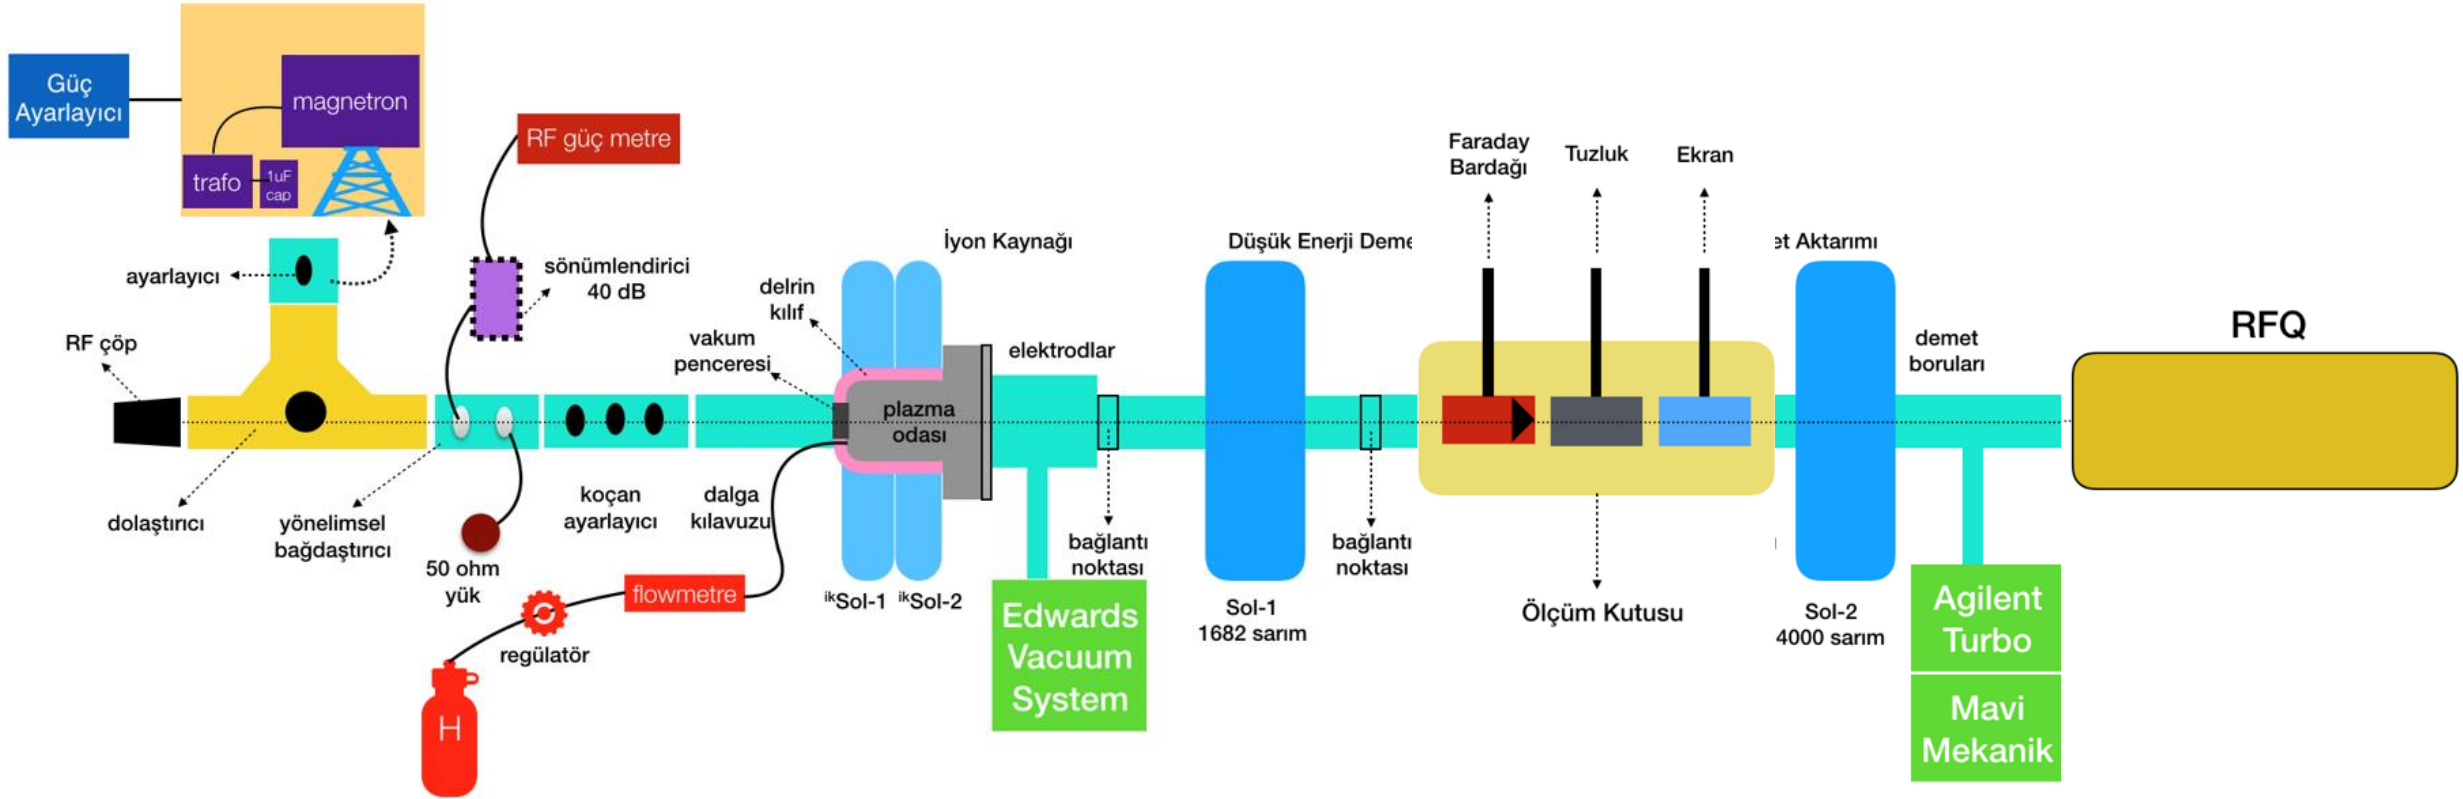 Güç
Ayarlayıcı
magnetron
trafo
1uF
cap
RF güç metre
ayarlayıcı
sönümlendirici
40 dB
RF çöp
dolaştırıcı
yönelimsel
bağdaştırıcı
50 ohm
yük
koçan
ayarlayıcı
dalga
kılavuzu
regülatör
flowmetre
H
vakum
penceresi
delrin
kılıf
İyon Kaynağı
plazma
odası
elektrodlar
ikSol-1 ikSol-2
bağlantı
noktası
Edwards
Vacuum
System
Düşük Enerji Deme
et Aktarımı
Sol-1
1682 sarım
bağlantı
noktası
Faraday
Bardağı
Tuzluk
Ekran
Ölçüm Kutusu
Sol-2
4000 sarım
demet
boruları
Agilent
Turbo
Mavi
Mekanik
RFQ